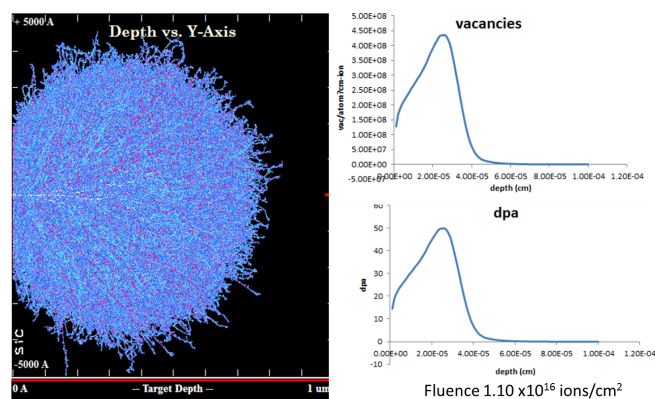 + 5000A
Depth vs. Y-Axis
SiC
-5000 A
0 A
-- Target Depth --
1 um
vacancies
vac/atom?cm-ion
5.00E+08
4.50E+08
4.00E+08
3.50E+08
3.00E+08
2.50E+08
2.00E+08
1.50E+08
1.00E+08
5.00E+07
0.00E+00
-5.00E+07
0.00E+00 2.00E-05 4.00E-05 6.00E-05 8.00E-05 1.00E-04 1.20E-04
depth (cm)
dpa
dpa
60
50
40
30
20
10
0
-10
0.00E+00 2.00E-05 4.00E-05 6.00E-05 8.00E-05 1.00E-04 1.20E-04
depth (cm)
Fluence 1.10 x10¹⁶ ions/cm²